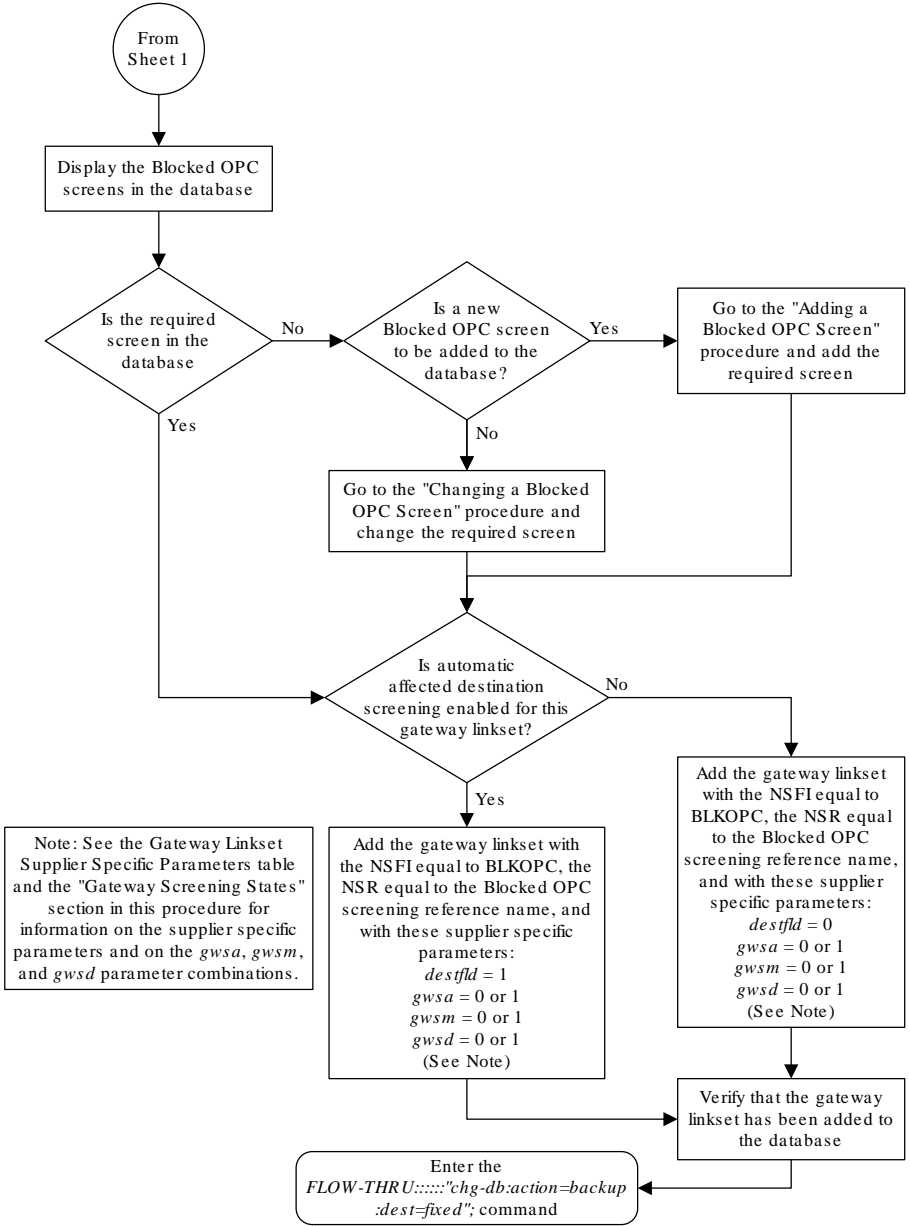 From
Sheet 1
Display the Blocked OPC
screens in the database
Is the required
screen in the
database
No
Yes
Is a new
Blocked OPC screen
to be added to the
database?
Yes
No
Go to the "Adding a
Blocked OPC Screen"
procedure and add the
required screen
Go to the "Changing a Blocked
OPC Screen" procedure and
change the required screen
Is automatic
affected destination
screening enabled for this
gateway linkset?
No
Yes
Note: See the Gateway Linkset
Supplier Specific Parameters table
and the "Gateway Screening States"
section in this procedure for
information on the supplier specific
parameters and on the gwsa, gwsm,
and gwsd parameter combinations.
Add the gateway linkset with
the NSFI equal to BLKOPC, the
NSR equal to the Blocked OPC
screening reference name, and
with these supplier specific
parameters:
destfld = 1
gwsa = 0 or 1
gwsm = 0 or 1
gwsd = 0 or 1
(See Note)
Add the gateway linkset
with the NSFI equal to
BLKOPC, the NSR equal
to the Blocked OPC
screening reference name,
and with these supplier
specific parameters:
destfld = 0
gwsa = 0 or 1
gwsm = 0 or 1
gwsd = 0 or 1
(See Note)
Verify that the gateway
linkset has been added to
the database
Enter the
FLOW-THRU::::::"chg-db:action=backup
:dest=fixed"; command